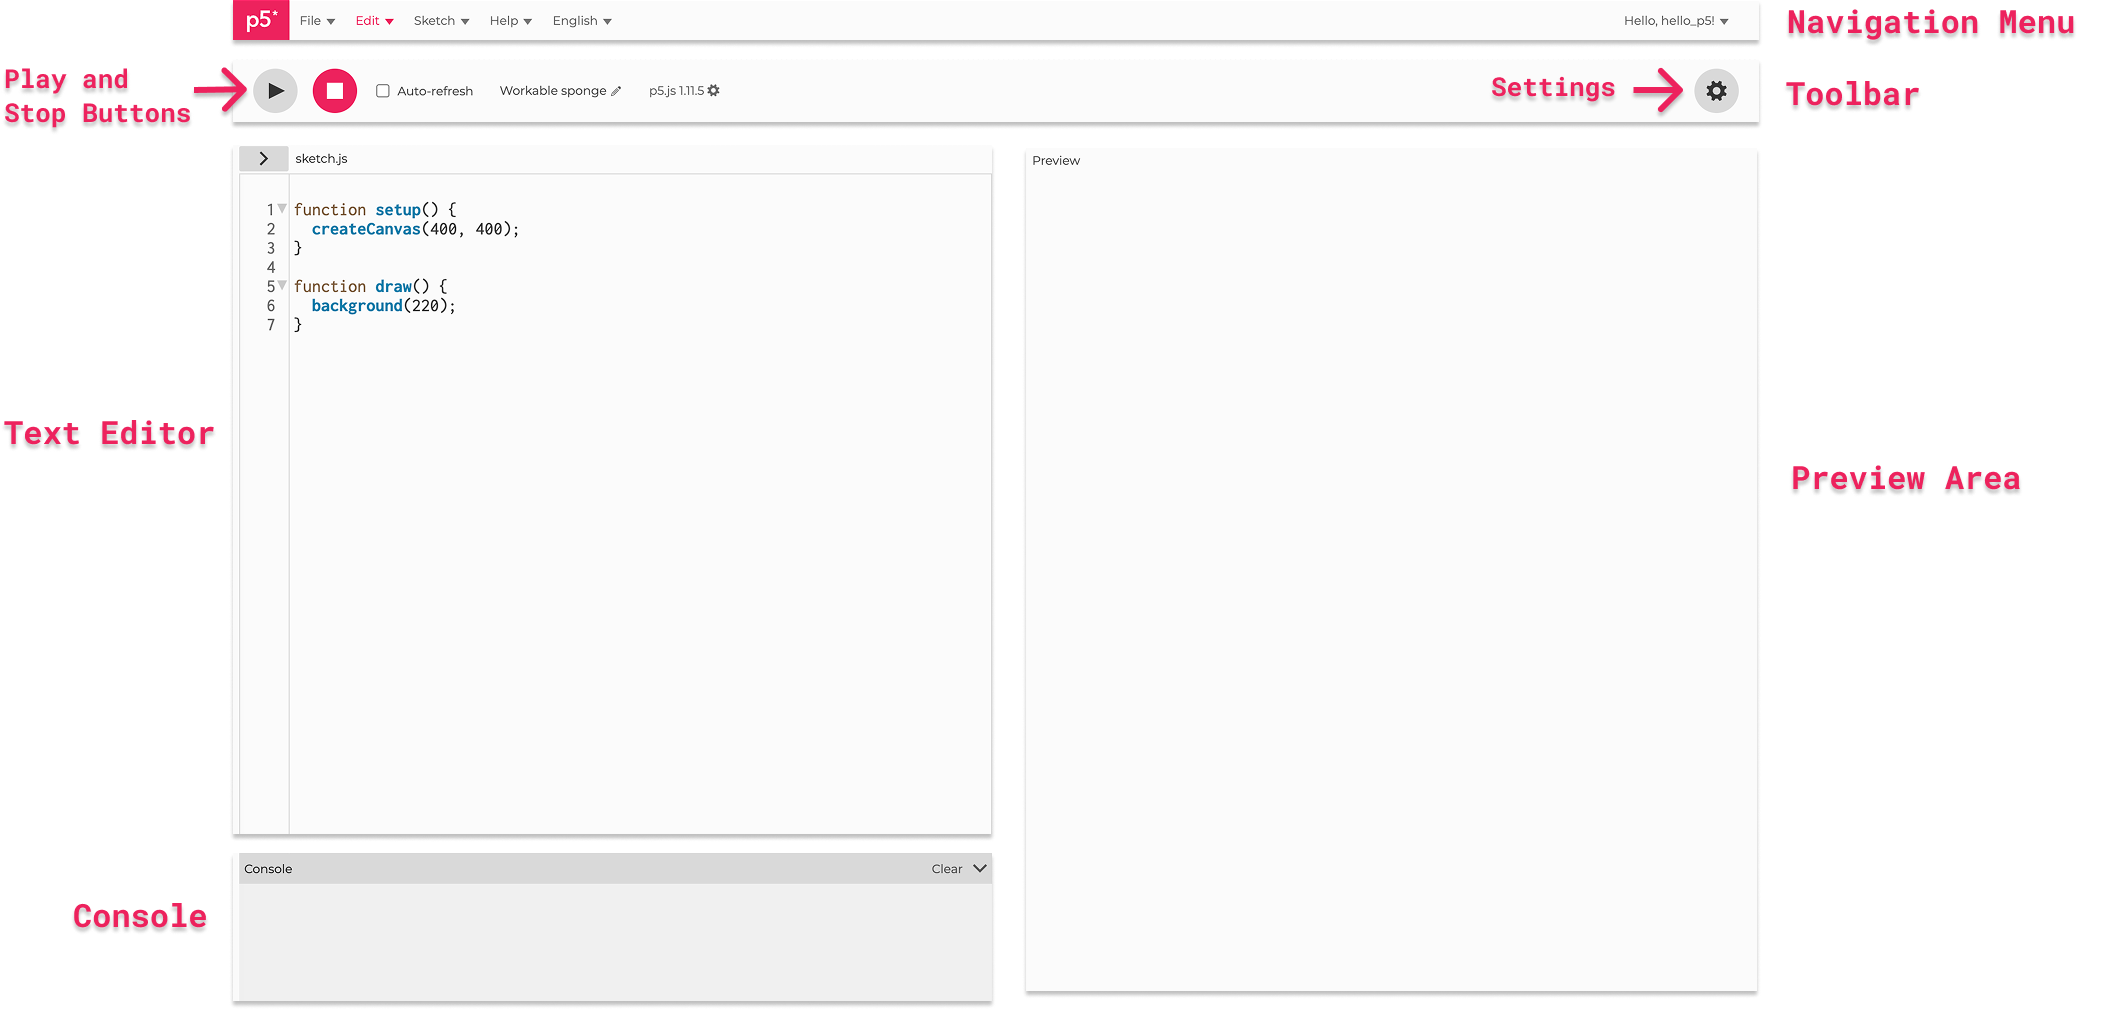 p5* File Edit Sketch Help English Hello, hello_p5! Navigation Menu
Play and
Stop Buttons
Auto-refresh Workable sponge p5.js 1.11.5 Settings Toolbar
sketch.js
1 function setup() {
2   createCanvas(400, 400);
3 }
4
5 function draw() {
6   background(220);
7 }
Text Editor
Preview
Preview Area
Console Clear
Console